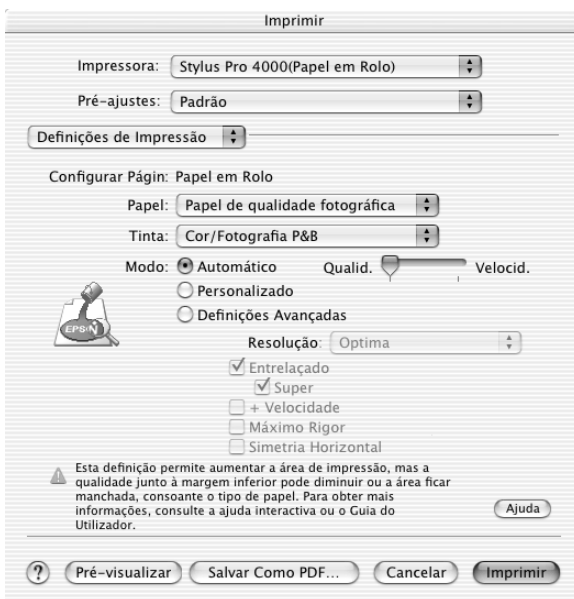 Imprimir
Impressora: Stylus Pro 4000(Papel em Rolo)
Pré-ajustes: Padrão
Definições de Impressão
Configurar Págin: Papel em Rolo
Papel: Papel de qualidade fotográfica
Tinta: Cor/Fotografia P&B
Modo: Automático Qualid. Velocid.
Personalizado
Definições Avançadas
EPSON
Resolução: Optima
Entrelaçado
Super
+ Velocidade
Máximo Rigor
Simetria Horizontal
Esta definição permite aumentar a área de impressão, mas a
qualidade junto à margem inferior pode diminuir ou a área ficar
manchada, consoante o tipo de papel. Para obter mais
informações, consulte a ajuda interactiva ou o Guia do
Utilizador.
Ajuda
? Pré-visualizar Salvar Como PDF... Cancelar Imprimir